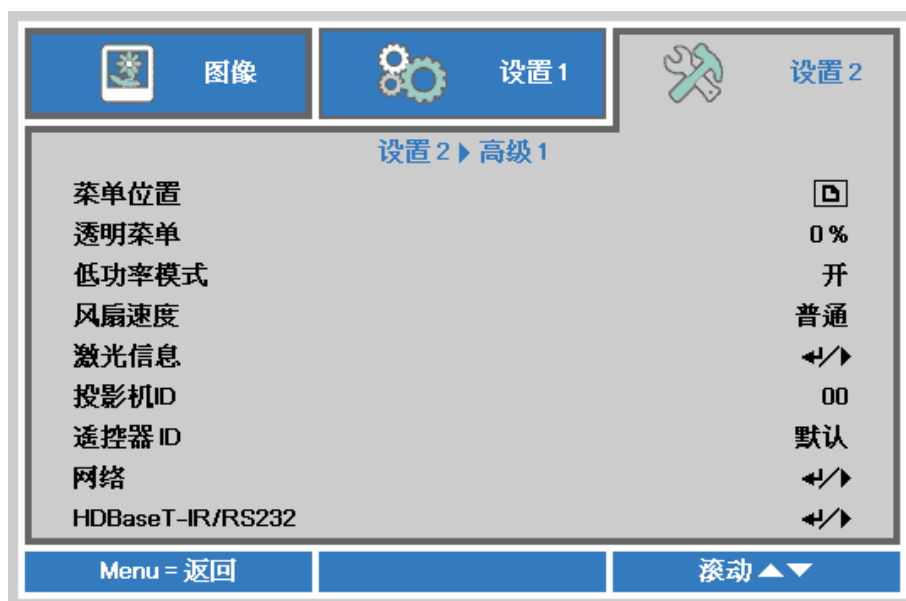 图像 设置1 设置2
设置2▶高级1
菜单位置
透明菜单 0%
低功率模式 开
风扇速度 普通
激光信息 ↵/▶
投影机ID 00
遥控器ID 默认
网络 ↵/▶
HDBaseT-IR/RS232 ↵/▶
Menu = 返回 滚动▲▼